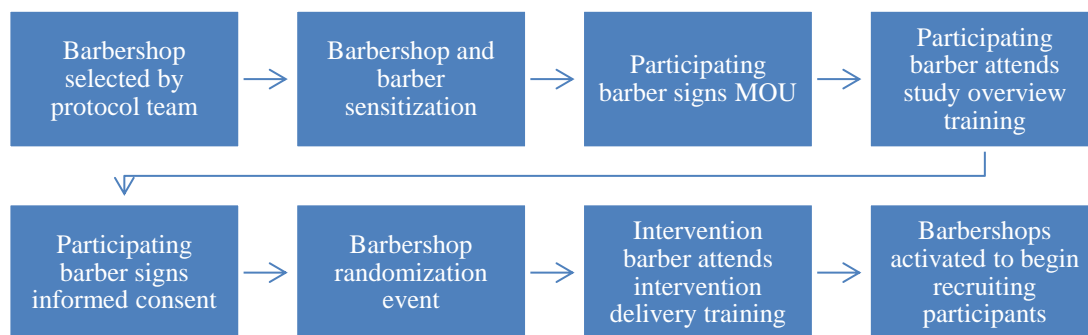 Barbershop
selected by
protocol team
Barbershop and
barber
sensitization
Participating
barber signs MOU
Participating
barber attends
study overview
training
Participating
barber signs
informed consent
Barbershop
randomization
event
Intervention
barber attends
intervention
delivery training
Barbershops
activated to begin
recruiting
participants